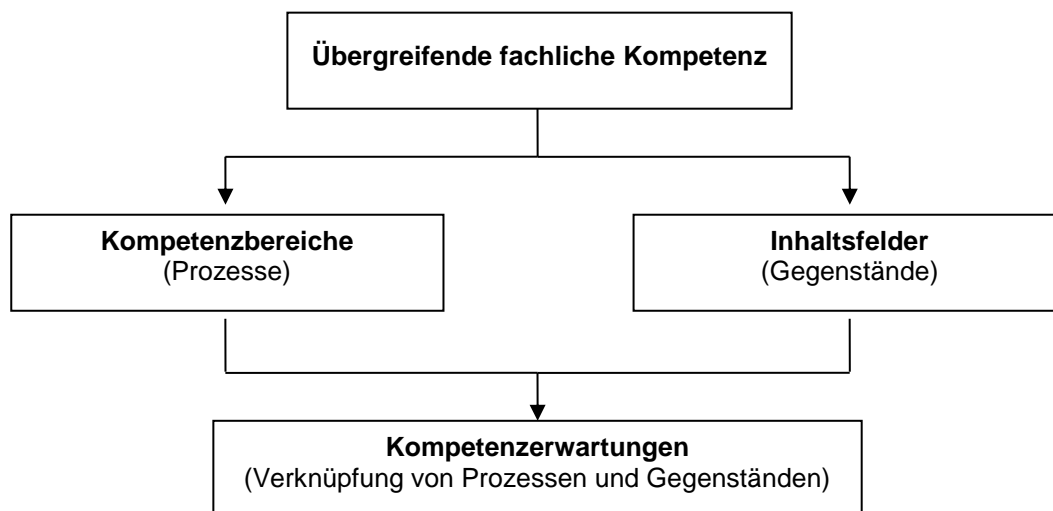 Übergreifende fachliche Kompetenz
Kompetenzbereiche
(Prozesse)
Inhaltsfelder
(Gegenstände)
Kompetenzerwartungen
(Verknüpfung von Prozessen und Gegenständen)